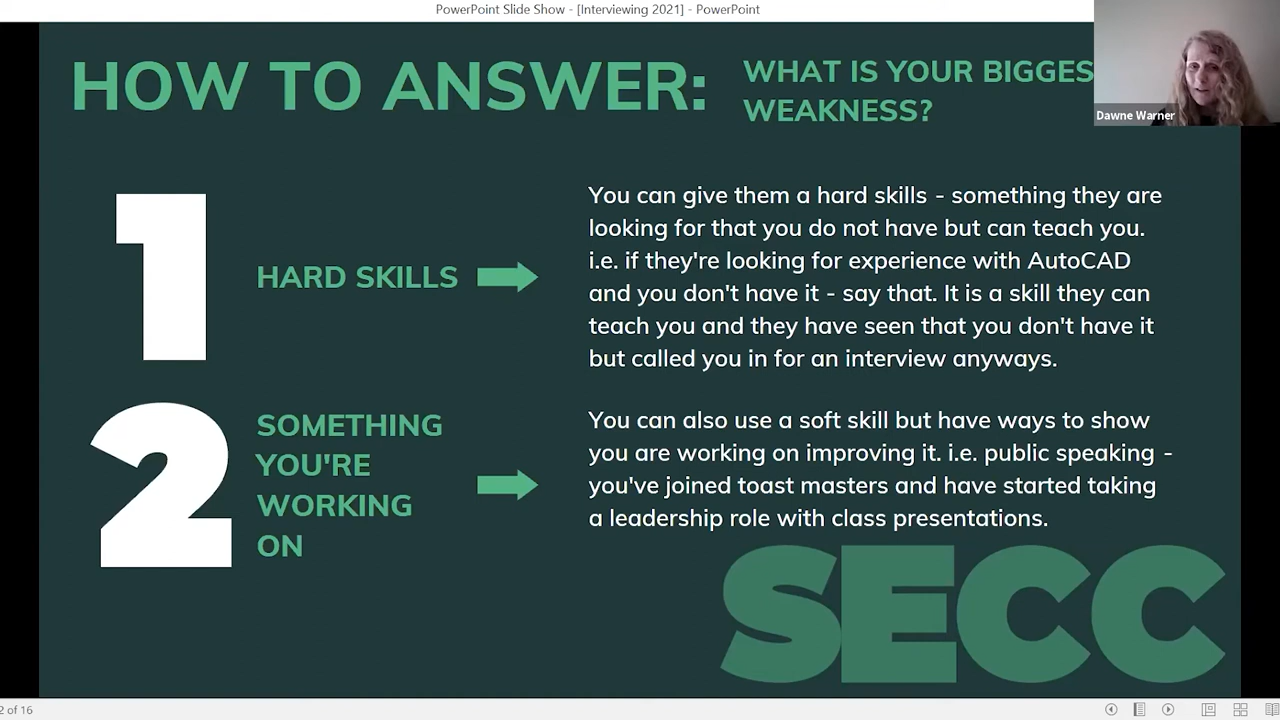 PowerPoint Slide Show - [Interviewing 2021] - PowerPoint
HOW TO ANSWER:
WHAT IS YOUR BIGGES
WEAKNESS?
Dawne Warner
1
HARD SKILLS
You can give them a hard skills - something they are
looking for that you do not have but can teach you.
i.e. if they're looking for experience with AutoCAD
and you don't have it - say that. It is a skill they can
teach you and they have seen that you don't have it
but called you in for an interview anyways.
2
SOMETHING
YOU'RE
WORKING
ON
You can also use a soft skill but have ways to show
you are working on improving it. i.e. public speaking -
you've joined toast masters and have started taking
a leadership role with class presentations.
SECC
2 of 16